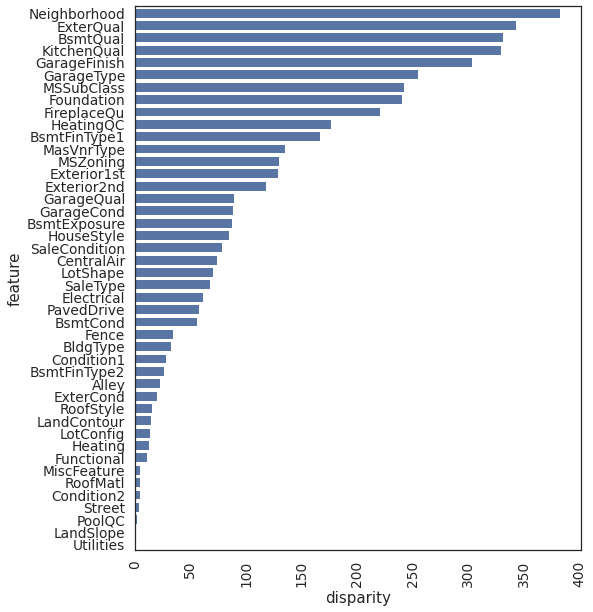 Neighborhood
ExterQual
BsmtQual
KitchenQual
GarageFinish
GarageType
MSSubClass
Foundation
FireplaceQu
HeatingQC
BsmtFinType1
MasVnrType
MSZoning
Exterior1st
Exterior2nd
GarageQual
GarageCond
BsmtExposure
HouseStyle
SaleCondition
CentralAir
LotShape
SaleType
Electrical
PavedDrive
BsmtCond
Fence
BldgType
Condition1
BsmtFinType2
Alley
ExterCond
RoofStyle
LandContour
LotConfig
Heating
Functional
MiscFeature
RoofMatl
Condition2
Street
PoolQC
LandSlope
Utilities
feature
0 50 100 150 200 250 300 350 400
disparity